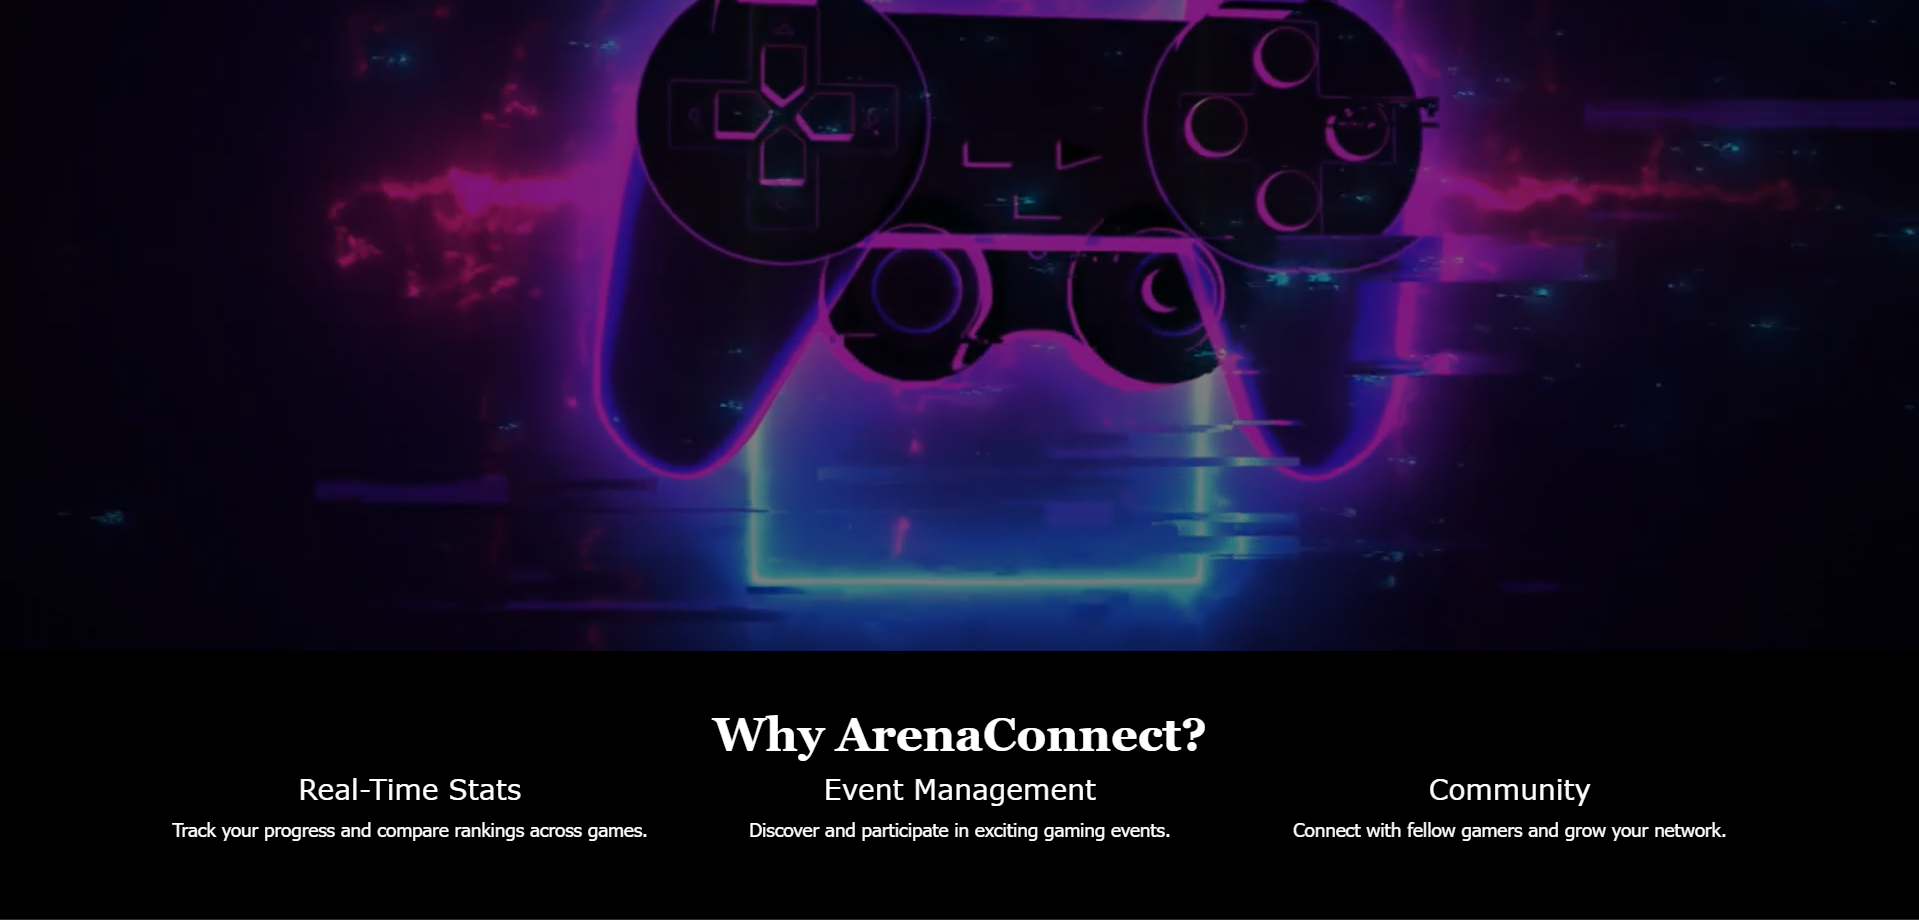 Why ArenaConnect?
Real-Time Stats
Track your progress and compare rankings across games.
Event Management
Discover and participate in exciting gaming events.
Community
Connect with fellow gamers and grow your network.